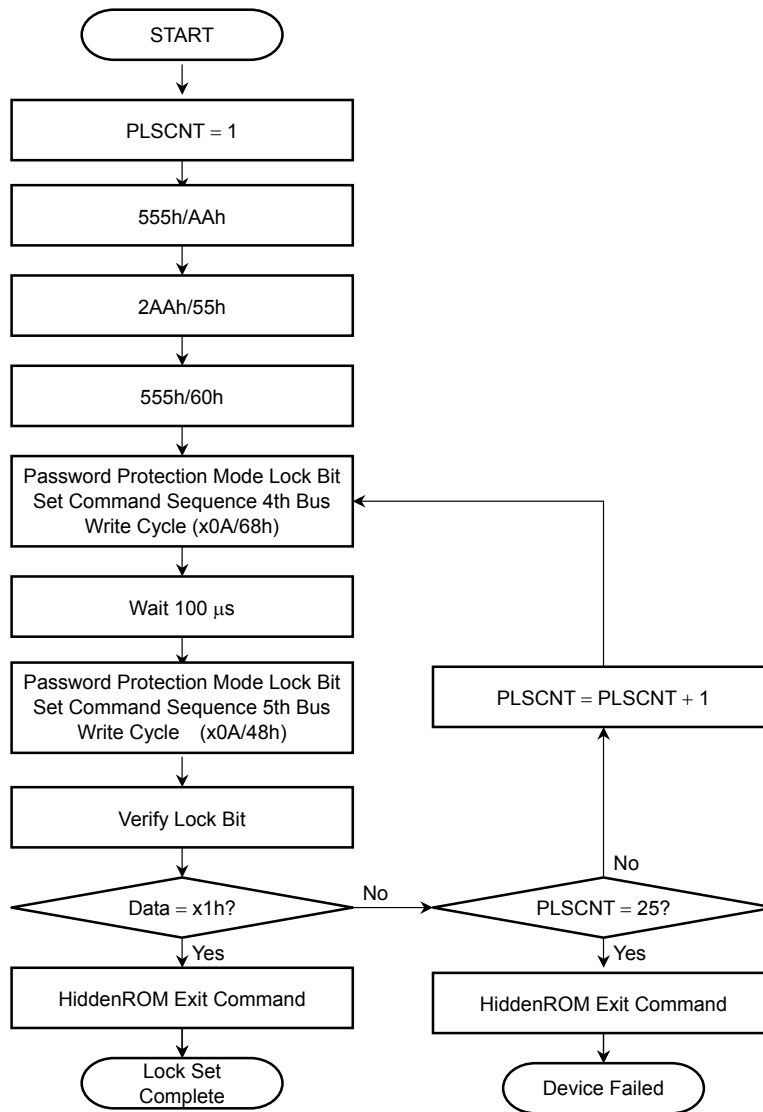 START
PLSCNT = 1
555h/AAh
2AAh/55h
555h/60h
Password Protection Mode Lock Bit
Set Command Sequence 4th Bus
Write Cycle (x0A/68h)
Wait 100 μs
Password Protection Mode Lock Bit
Set Command Sequence 5th Bus
Write Cycle (x0A/48h)
Verify Lock Bit
Data = x1h?
Yes
No
HiddenROM Exit Command
Lock Set
Complete
PLSCNT = PLSCNT + 1
No
PLSCNT = 25?
Yes
HiddenROM Exit Command
Device Failed